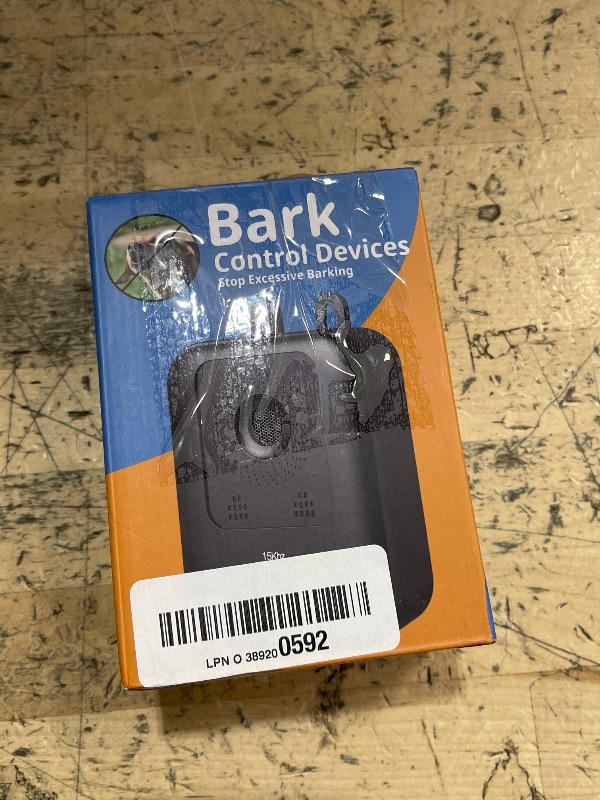 Bark
Control Devices
Stop Excessive Barking
15Khz
LPN O 389200592